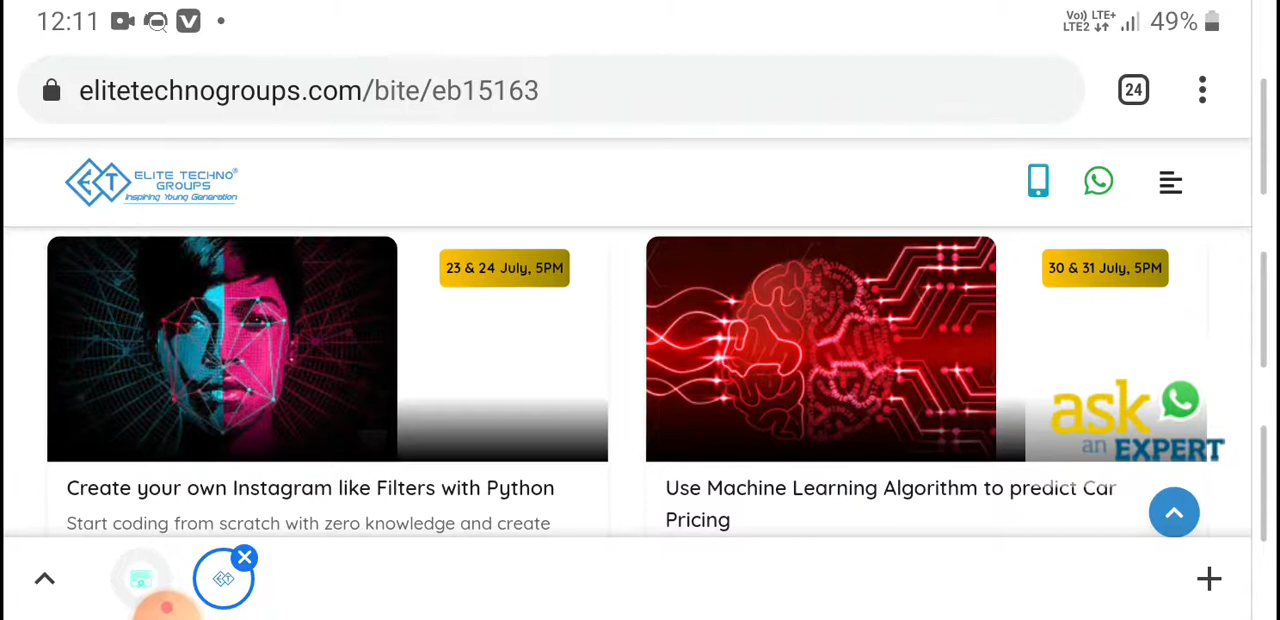 12:11
Vo)) LTE+
LTE2
49%
elitetechnogroups.com/bite/eb15163
24
ET
ELITE TECHNO®
GROUPS
Inspiring Young Generation
23 & 24 July, 5PM
30 & 31 July, 5PM
ask
an EXPERT
Create your own Instagram like Filters with Python
Use Machine Learning Algorithm to predict Car
Pricing
Start coding from scratch with zero knowledge and create
ET